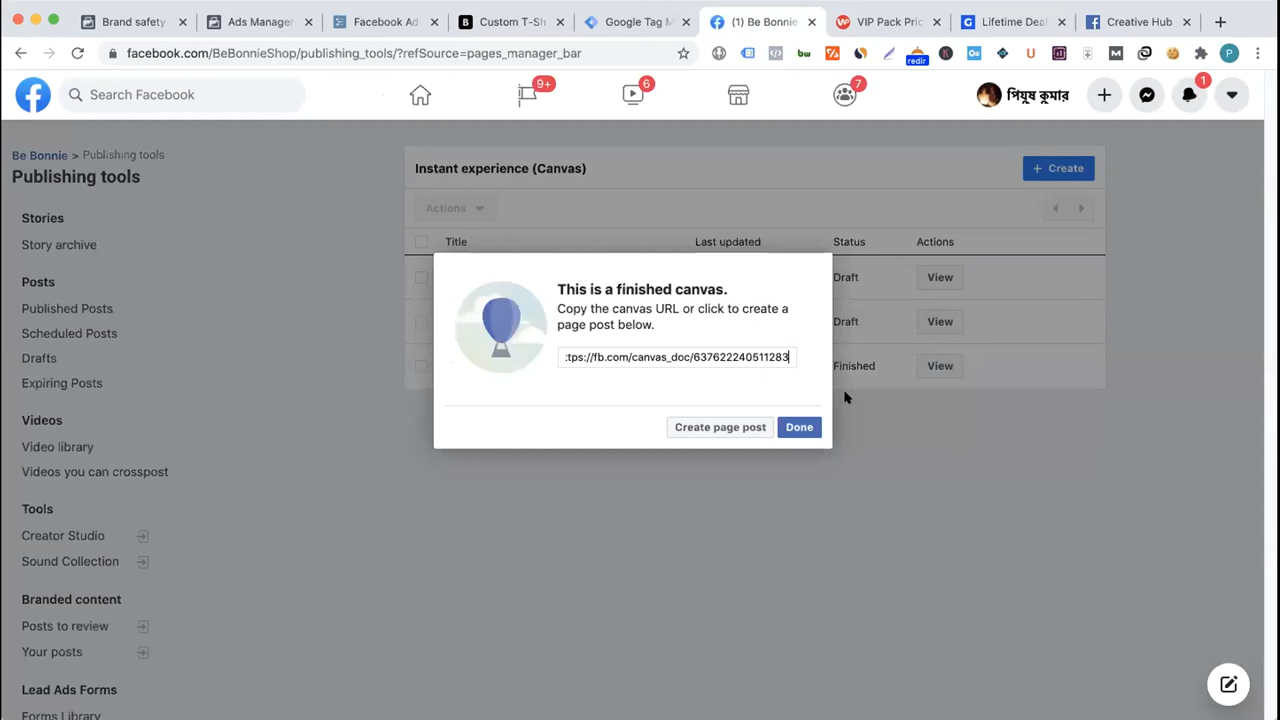 Brand safety
Ads Manager
Facebook Ad
Custom T-Sh
Google Tag M
(1) Be Bonnie
VIP Pack Pric
Lifetime Deal
Creative Hub
facebook.com/BeBonnieShop/publishing_tools/?refSource=pages_manager_bar
redir
P
Search Facebook
9+
6
7
পিযুষ কুমার
1
Be Bonnie > Publishing tools
Publishing tools
Stories
Story archive
Posts
Published Posts
Scheduled Posts
Drafts
Expiring Posts
Videos
Video library
Videos you can crosspost
Tools
Creator Studio
Sound Collection
Branded content
Posts to review
Your posts
Lead Ads Forms
Forms Library
Instant experience (Canvas)
+ Create
Actions
Title Last updated Status Actions
Draft View
Draft View
Finished View
This is a finished canvas.
Copy the canvas URL or click to create a
page post below.
:tps://fb.com/canvas_doc/637622240511283
Create page post Done